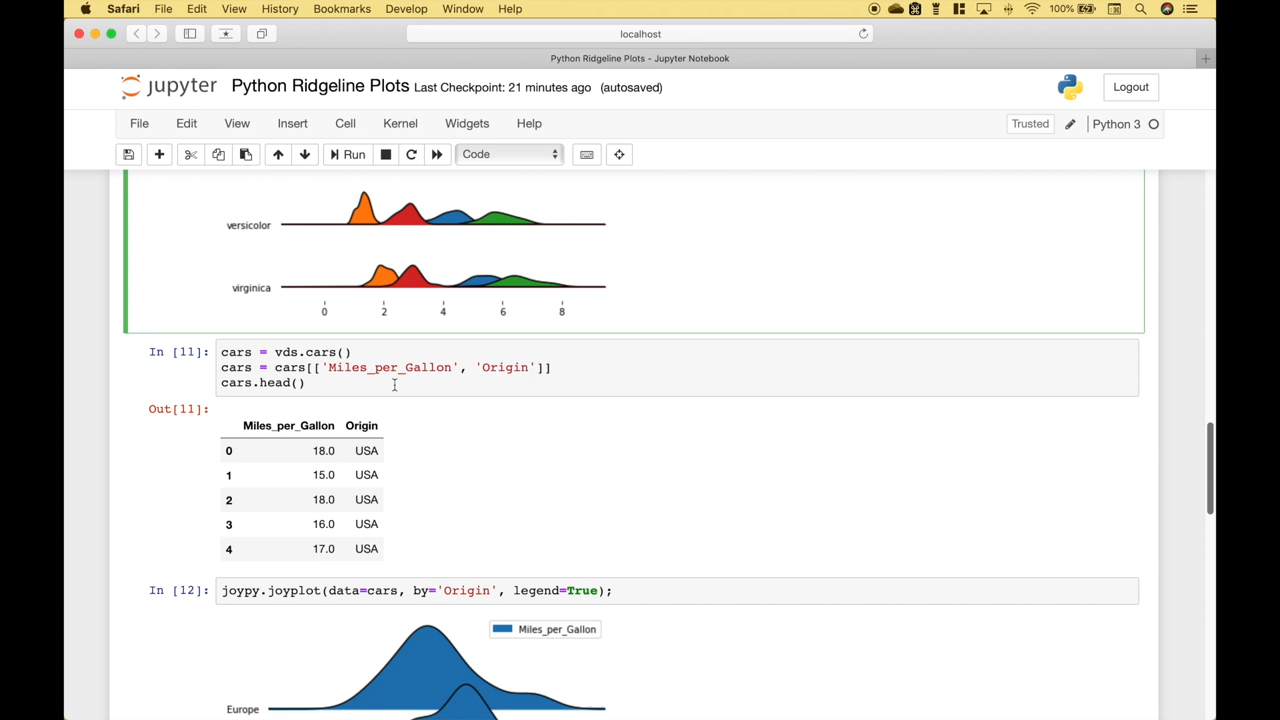 Safari File Edit View History Bookmarks Develop Window Help 100%
localhost
Python Ridgeline Plots - Jupyter Notebook
jupyter Python Ridgeline Plots Last Checkpoint: 21 minutes ago (autosaved) Logout
File Edit View Insert Cell Kernel Widgets Help Trusted Python 3
Run Code
versicolor
virginica
0 2 4 6 8
In [11]: cars = vds.cars()
cars = cars[['Miles_per_Gallon', 'Origin']]
cars.head()
Out[11]:
Miles_per_Gallon Origin
0 18.0 USA
1 15.0 USA
2 18.0 USA
3 16.0 USA
4 17.0 USA
In [12]: joypy.joyplot(data=cars, by='Origin', legend=True);
Miles_per_Gallon
Europe